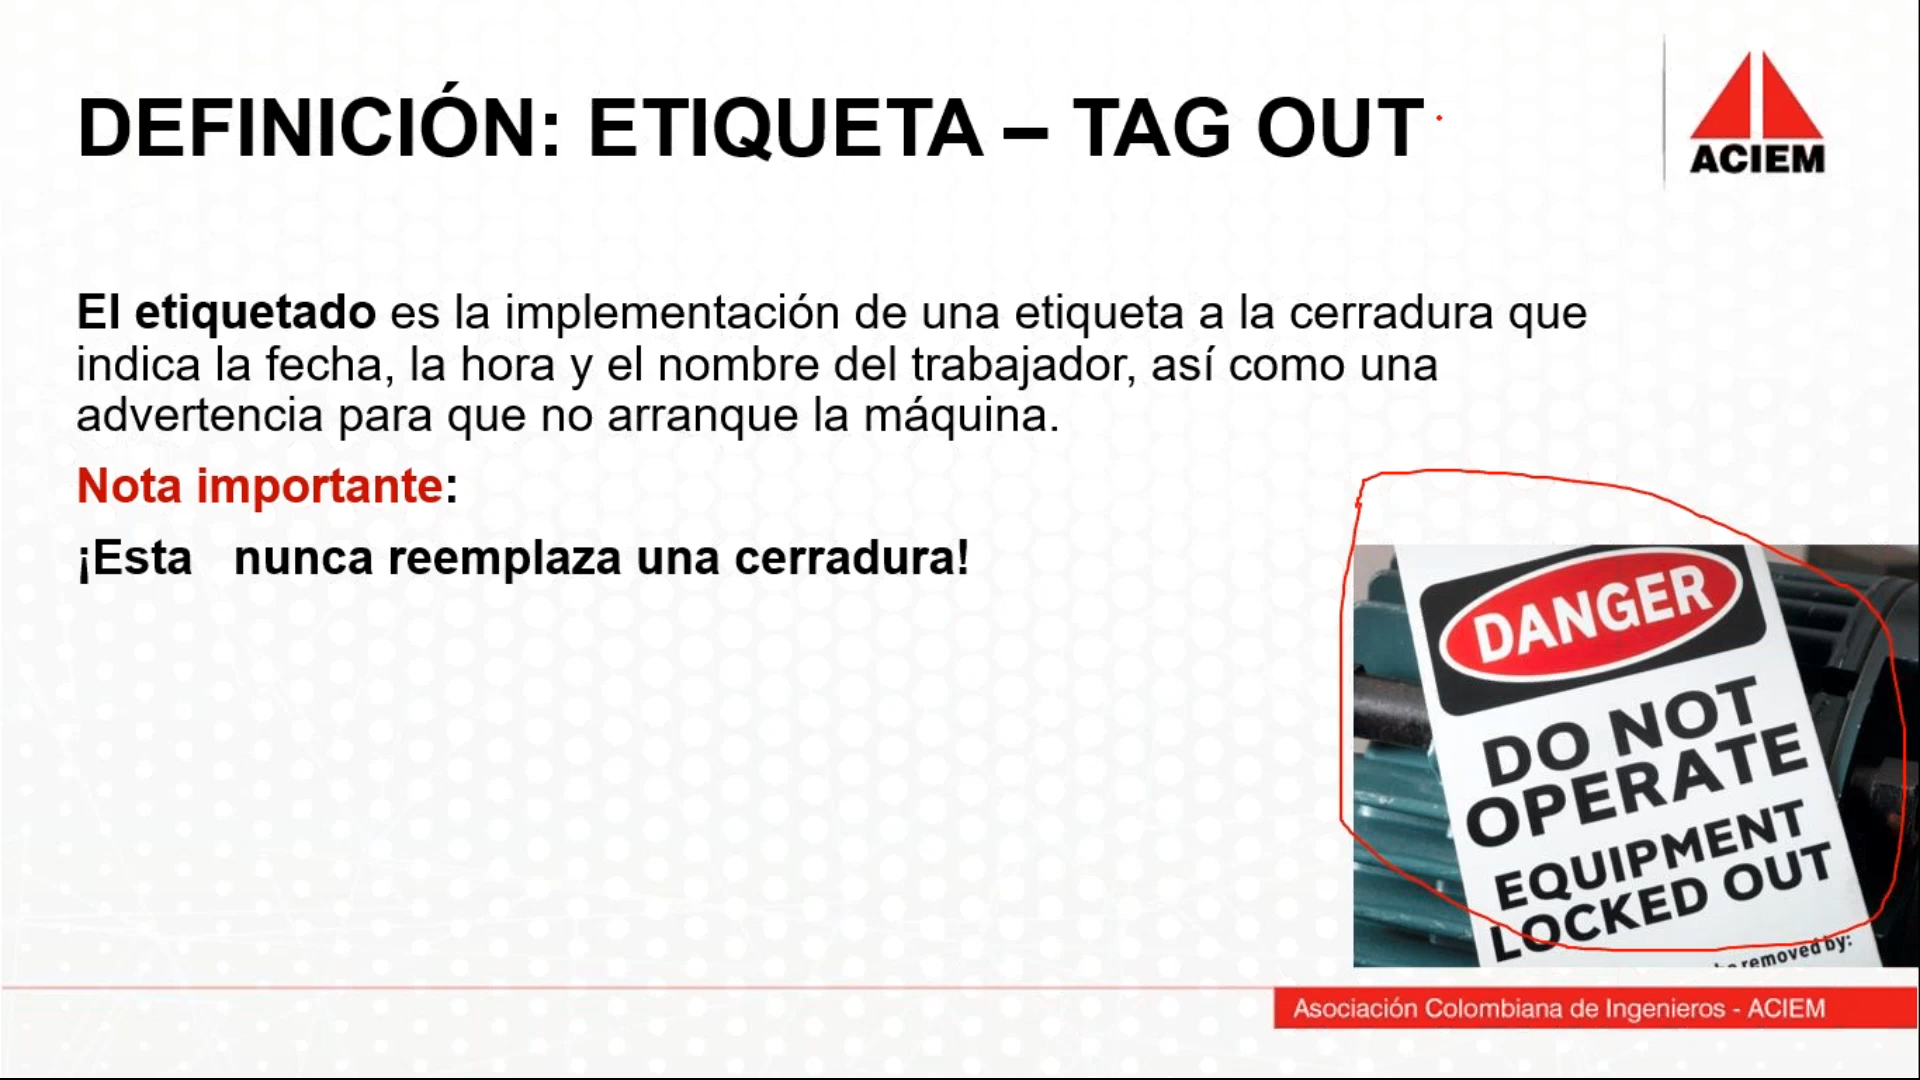 DEFINICIÓN: ETIQUETA – TAG OUT
ACIEM
El etiquetado es la implementación de una etiqueta a la cerradura que
indica la fecha, la hora y el nombre del trabajador, así como una
advertencia para que no arranque la máquina.
Nota importante:
¡Esta   nunca reemplaza una cerradura!
DANGER
DO NOT
OPERATE
EQUIPMENT
LOCKED OUT
removed by:
Asociación Colombiana de Ingenieros - ACIEM